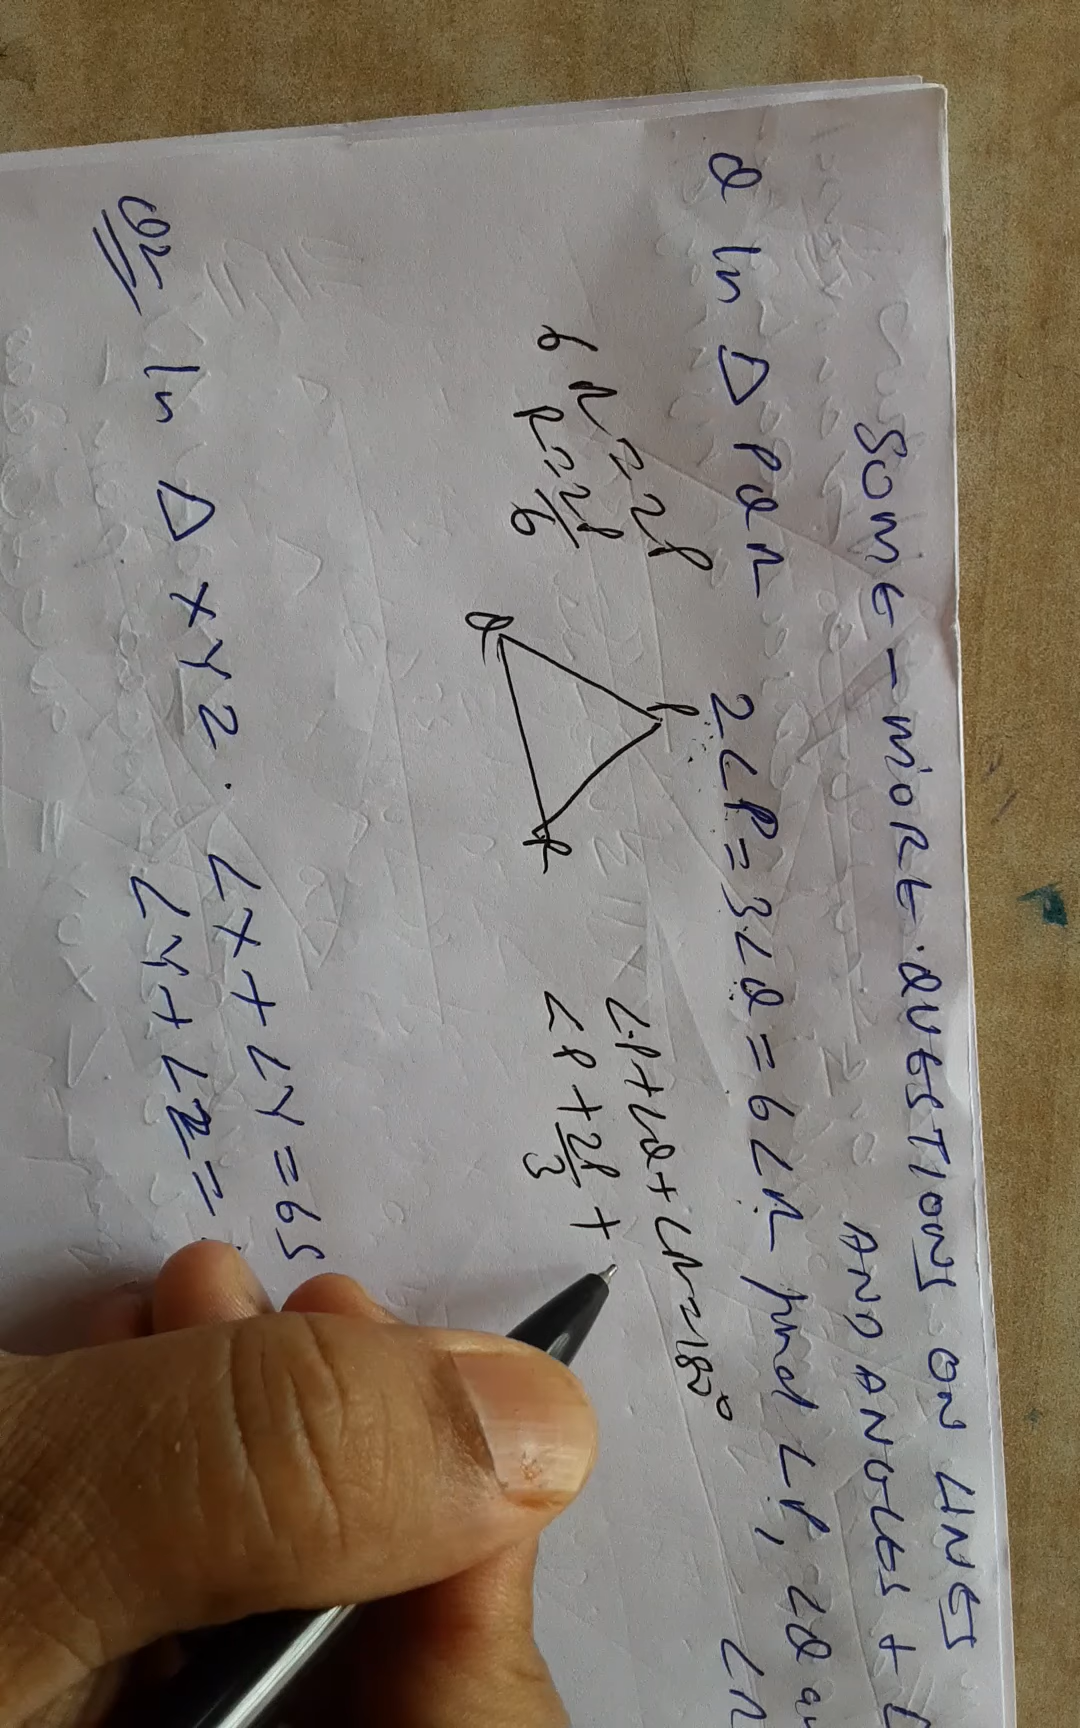 SOME - MORE. QUESTIONS ON LINES
AND ANGLES +
Q In Δ PQR 2∠P = 3∠Q = 6∠R find ∠P, ∠Q
∠R
6R = 2P
R = 2P/6
P
Q
R
∠P + ∠Q + ∠R = 180°
∠P + 2P/3 +
Q2 In Δ XYZ. ∠X + ∠Y = 65
∠Y + ∠Z =